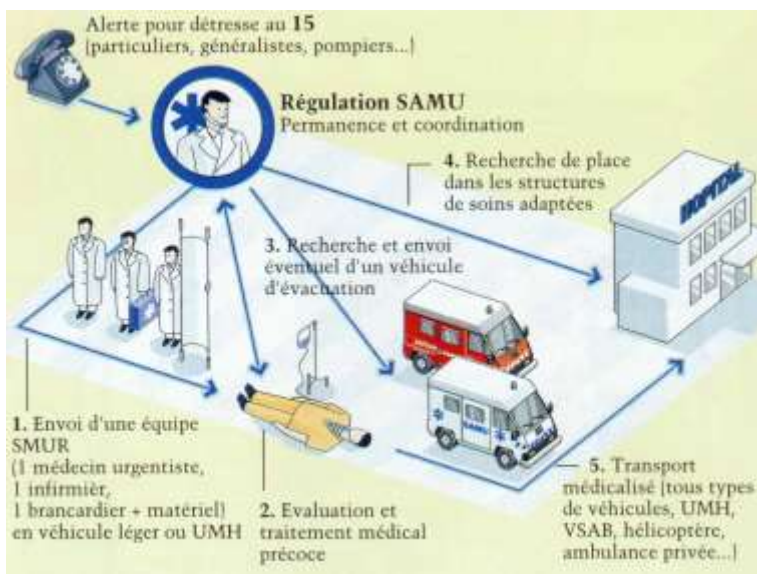 Alerte pour détresse au 15
(particuliers, généralistes, pompiers...)
Régulation SAMU
Permanence et coordination
4. Recherche de place
dans les structures
de soins adaptées
HOPITAL
3. Recherche et envoi
éventuel d'un véhicule
d'évacuation
SAMU
1. Envoi d'une équipe
SMUR
(1 médecin urgentiste,
1 infirmièr,
1 brancardier + matériel)
en véhicule léger ou UMH
2. Evaluation et
traitement médical
précoce
5. Transport
médicalisé (tous types
de véhicules, UMH,
VSAB, hélicoptère,
ambulance privée...)